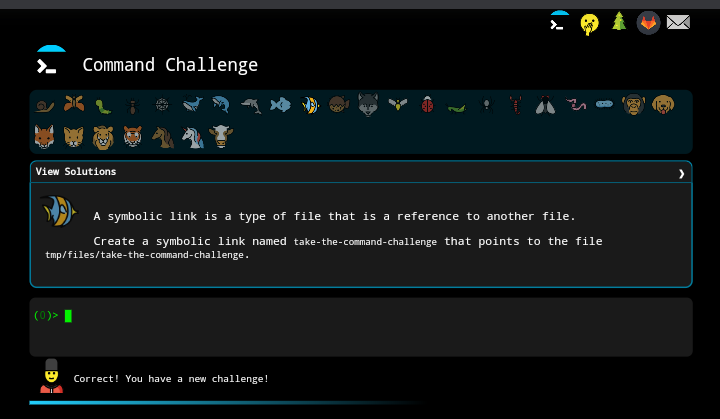 Command Challenge
View Solutions
A symbolic link is a type of file that is a reference to another file.
Create a symbolic link named take-the-command-challenge that points to the file
tmp/files/take-the-command-challenge.
(0)>
Correct! You have a new challenge!